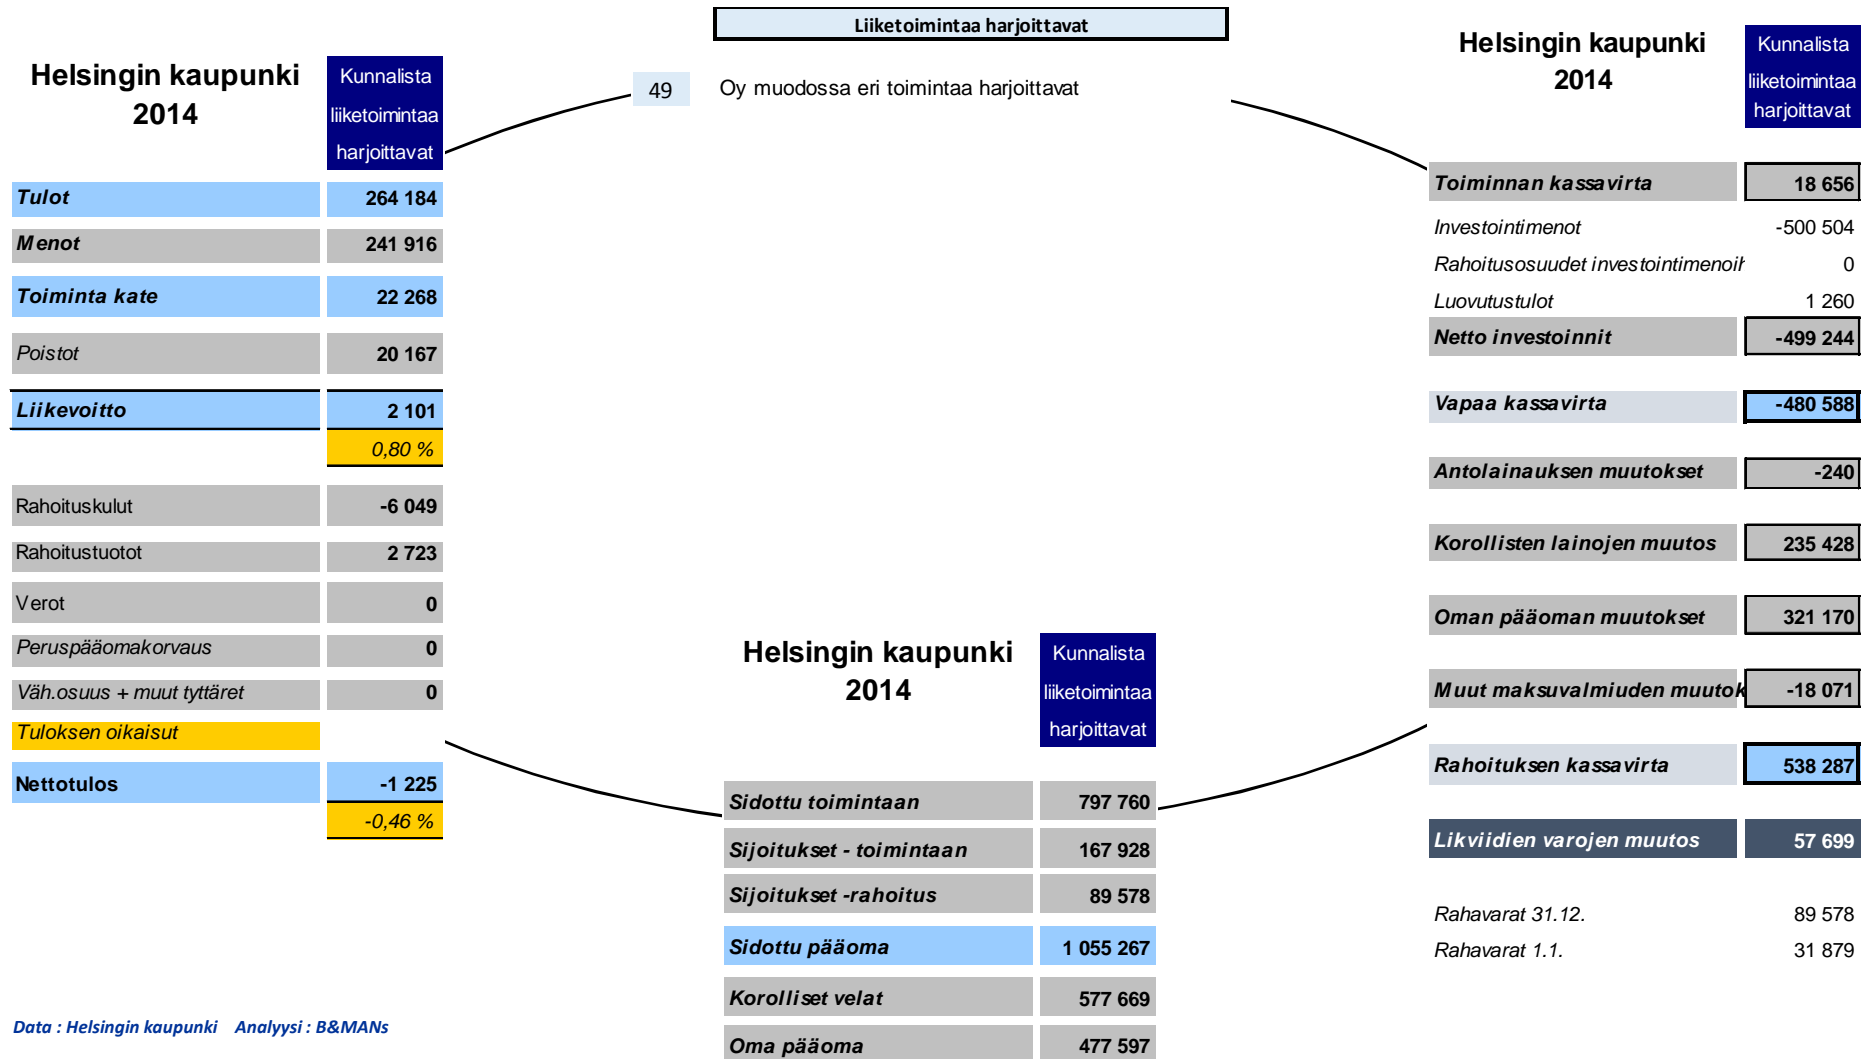 Liiketoimintaa harjoittavat
49 Oy muodossa eri toimintaa harjoittavat
Helsingin kaupunki
2014
Kunnalista
liiketoimintaa
harjoittavat
Tulot 264 184
Menot 241 916
Toiminta kate 22 268
Poistot 20 167
Liikevoitto 2 101
0,80 %
Rahoituskulut -6 049
Rahoitustuotot 2 723
Verot 0
Peruspääomakorvaus 0
Väh.osuus + muut tyttäret 0
Tuloksen oikaisut
Nettotulos -1 225
-0,46 %
Helsingin kaupunki
2014
Kunnalista
liiketoimintaa
harjoittavat
Sidottu toimintaan 797 760
Sijoitukset - toimintaan 167 928
Sijoitukset -rahoitus 89 578
Sidottu pääoma 1 055 267
Korolliset velat 577 669
Oma pääoma 477 597
Helsingin kaupunki
2014
Kunnalista
liiketoimintaa
harjoittavat
Toiminnan kassavirta 18 656
Investointimenot -500 504
Rahoitusosuudet investointimenoih 0
Luovutustulot 1 260
Netto investoinnit -499 244
Vapaa kassavirta -480 588
Antolainauksen muutokset -240
Korollisten lainojen muutos 235 428
Oman pääoman muutokset 321 170
Muut maksuvalmiuden muutok -18 071
Rahoituksen kassavirta 538 287
Likviidien varojen muutos 57 699
Rahavarat 31.12. 89 578
Rahavarat 1.1. 31 879
Data : Helsingin kaupunki Analyysi : B&MANs